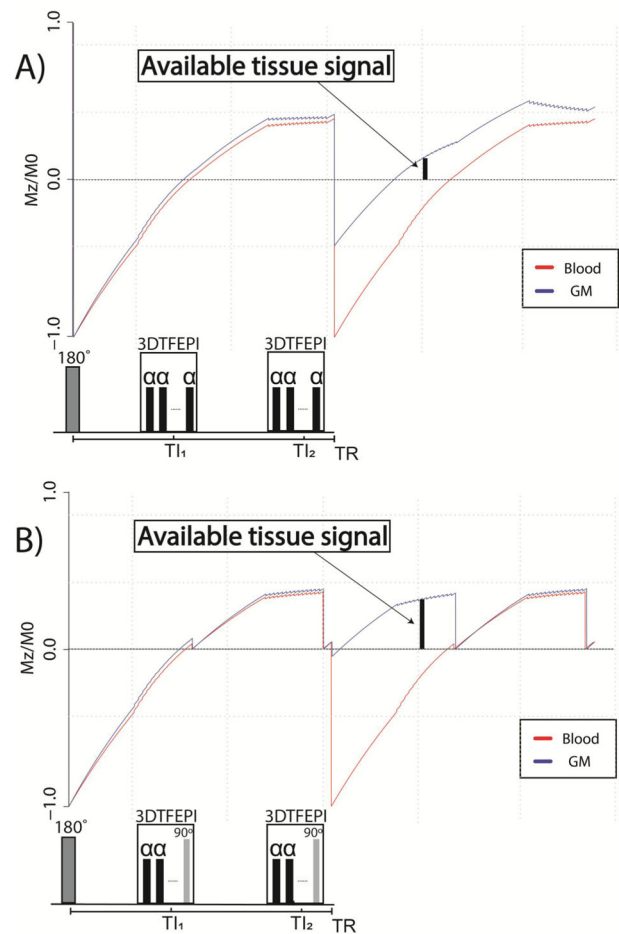 A)
1.0
Available tissue signal
Mz/M0
0.0
Blood
GM
-1.0
180°
3DTFEPI
3DTFEPI
αα α
αα α
TI₁
TI₂
TR
B)
1.0
Available tissue signal
Mz/M0
0.0
Blood
GM
-1.0
180°
3DTFEPI
3DTFEPI
90°
90°
αα
αα
TI₁
TI₂
TR